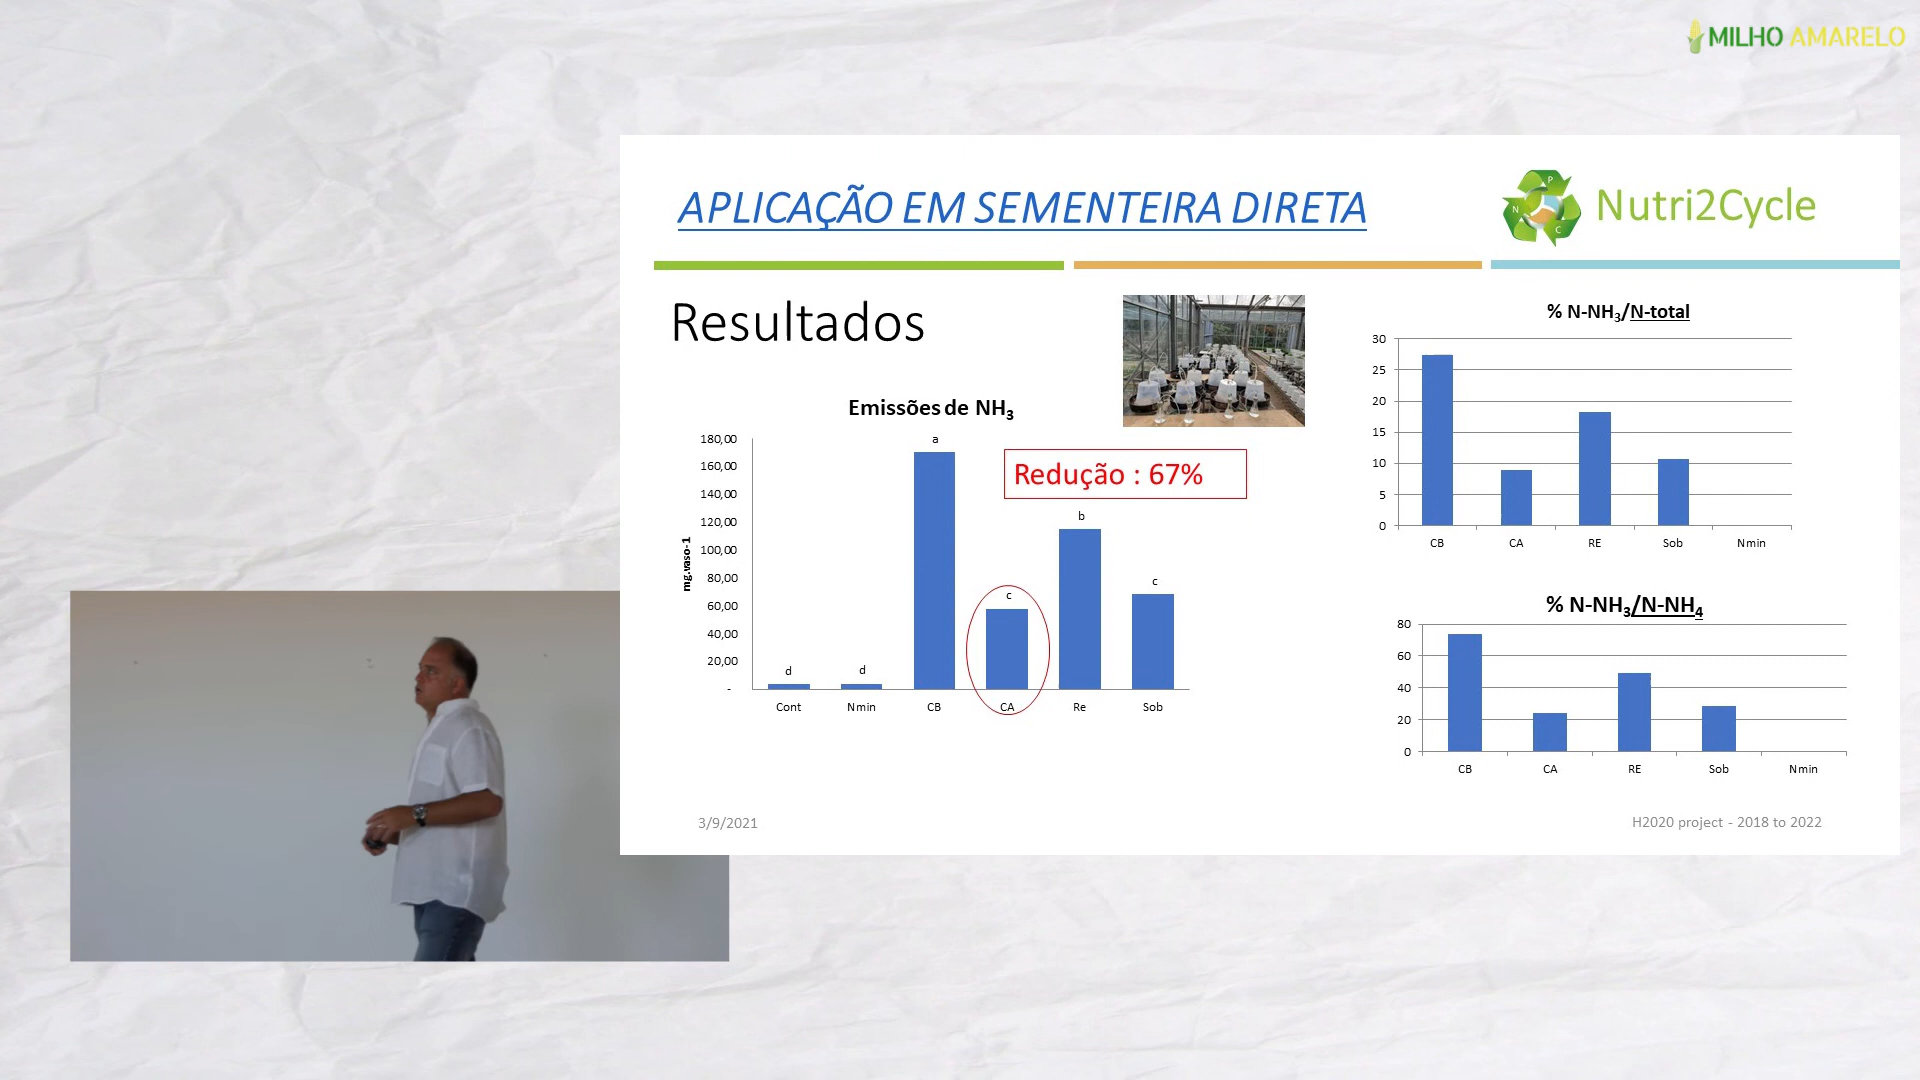 MILHO AMARELO
APLICAÇÃO EM SEMENTEIRA DIRETA
Nutri2Cycle
P
N
C
Resultados
Emissões de NH3
180,00
160,00
140,00
120,00
100,00
80,00
60,00
40,00
20,00
-
mg.vaso-1
a
Redução : 67%
b
c
c
d
d
Cont Nmin CB CA Re Sob
% N-NH3/N-total
30
25
20
15
10
5
0
CB CA RE Sob Nmin
% N-NH3/N-NH4
80
60
40
20
0
CB CA RE Sob Nmin
3/9/2021
H2020 project - 2018 to 2022